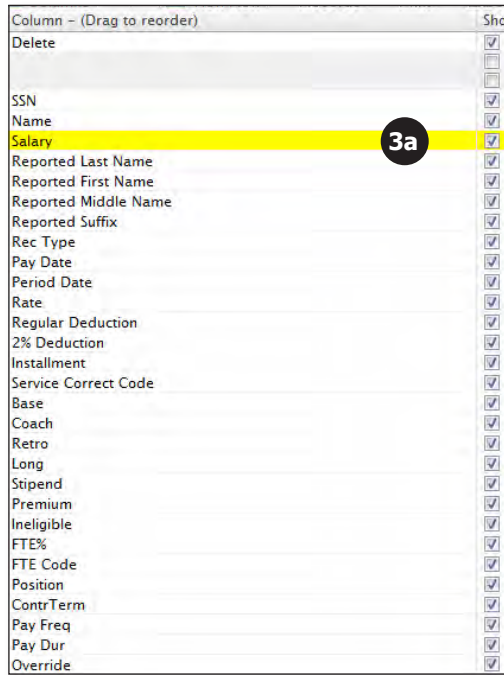 Column - (Drag to reorder) Sho
Delete
SSN
Name
Salary 3a
Reported Last Name
Reported First Name
Reported Middle Name
Reported Suffix
Rec Type
Pay Date
Period Date
Rate
Regular Deduction
2% Deduction
Installment
Service Correct Code
Base
Coach
Retro
Long
Stipend
Premium
Ineligible
FTE%
FTE Code
Position
ContrTerm
Pay Freq
Pay Dur
Override